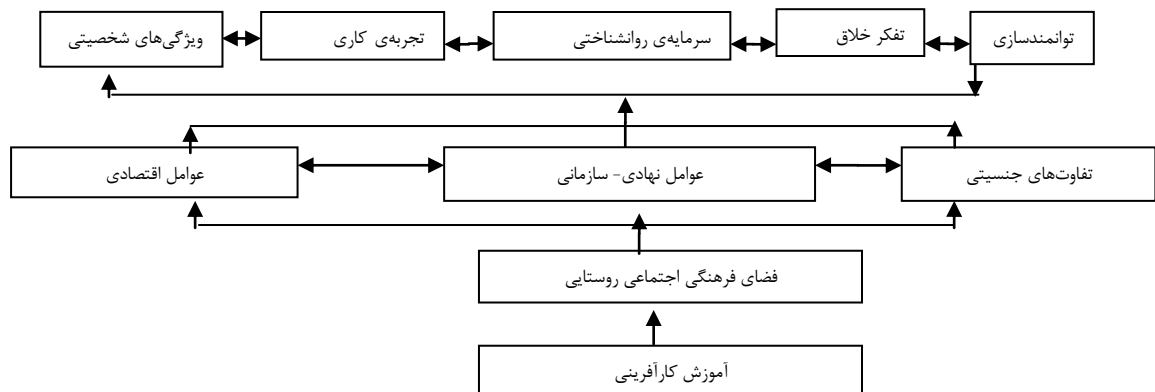 توانمندسازی
تفکر خلاق
سرمایه‌ی روانشناختی
تجربه‌ی کاری
ویژگی‌های شخصیتی
تفاوت‌های جنسیتی
عوامل نهادی- سازمانی
عوامل اقتصادی
فضای فرهنگی اجتماعی روستایی
آموزش کارآفرینی